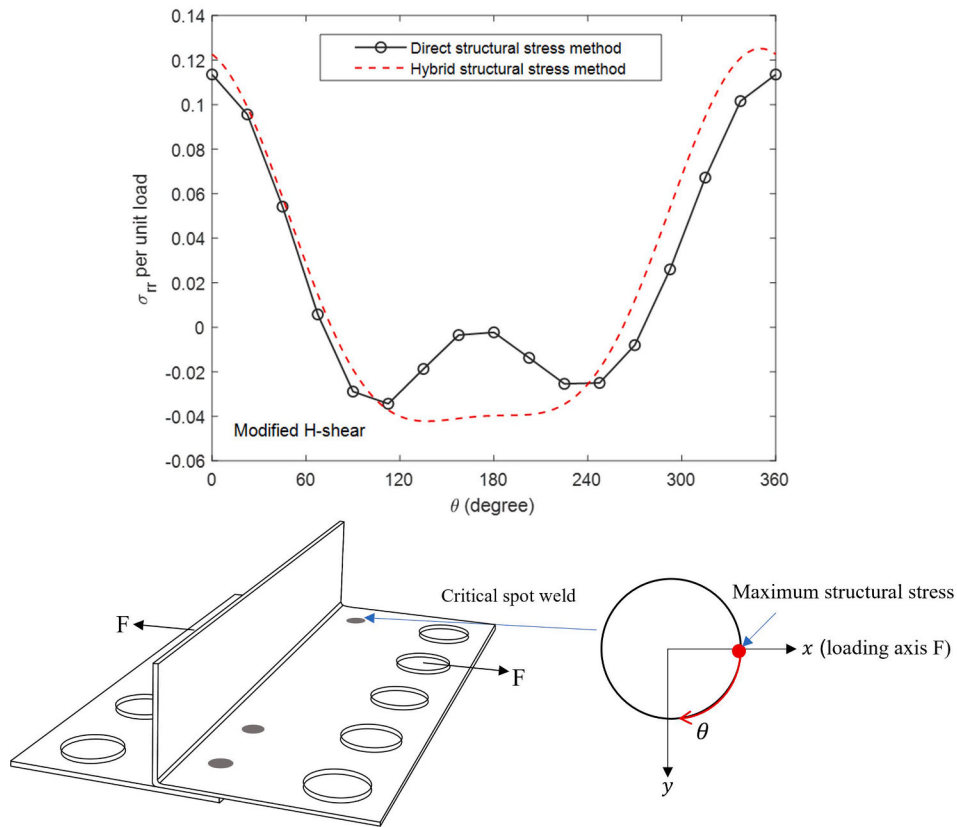 0.14
0.12
0.1
0.08
0.06
0.04
0.02
0
-0.02
-0.04
-0.06
σrr per unit load
Direct structural stress method
Hybrid structural stress method
Modified H-shear
0 60 120 180 240 300 360
θ (degree)
Critical spot weld
Maximum structural stress
F
F
x (loading axis F)
θ
y